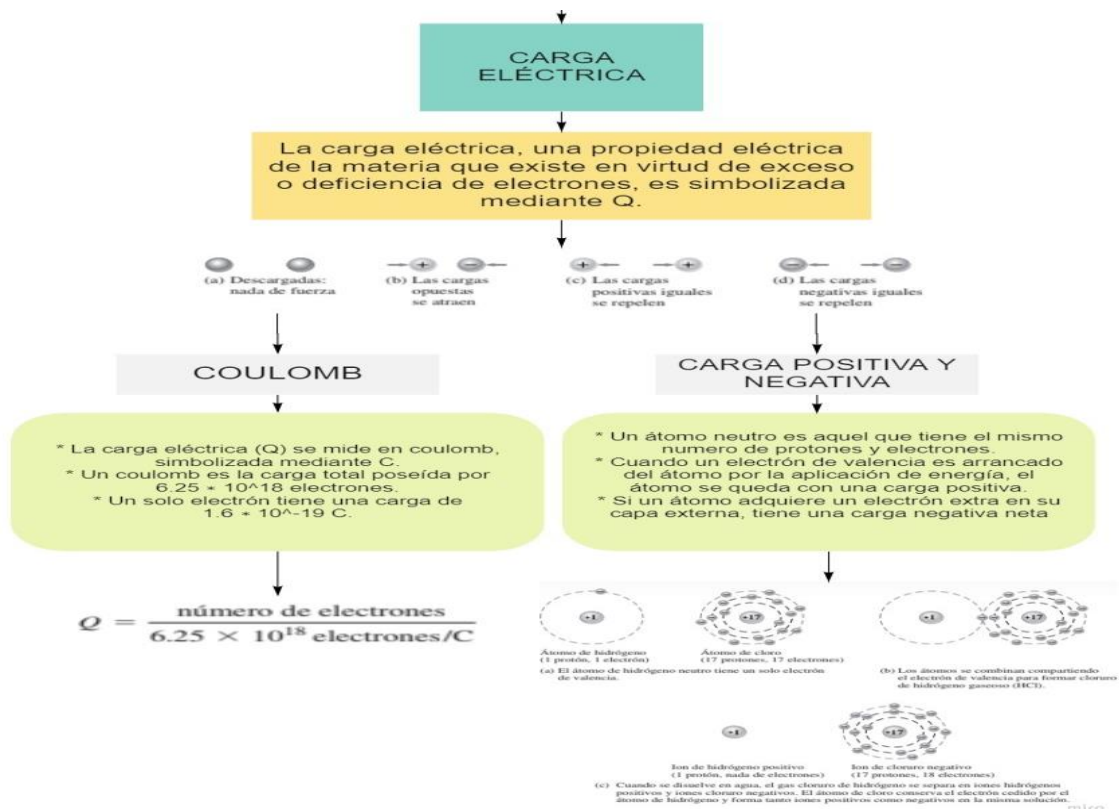 CARGA
ELÉCTRICA
La carga eléctrica, una propiedad eléctrica
de la materia que existe en virtud de exceso
o deficiencia de electrones, es simbolizada
mediante Q.
(a) Descargadas:
nada de fuerza
+
−
(b) Las cargas
opuestas
se atraen
+
+
(c) Las cargas
positivas iguales
se repelen
−
−
(d) Las cargas
negativas iguales
se repelen
COULOMB
* La carga eléctrica (Q) se mide en coulomb,
simbolizada mediante C.
* Un coulomb es la carga total poseída por
6.25 * 10^18 electrones.
* Un solo electrón tiene una carga de
1.6 * 10^-19 C.
Q = número de electrones
6.25 × 10¹⁸ electrones/C
CARGA POSITIVA Y
NEGATIVA
* Un átomo neutro es aquel que tiene el mismo
numero de protones y electrones.
* Cuando un electrón de valencia es arrancado
del átomo por la aplicación de energía, el
átomo se queda con una carga positiva.
* Si un átomo adquiere un electrón extra en su
capa externa, tiene una carga negativa neta
+1
Átomo de hidrógeno
(1 protón, 1 electrón)
+17
Átomo de cloro
(17 protones, 17 electrones)
(a) El átomo de hidrógeno neutro tiene un solo electrón
de valencia.
+1
+17
(b) Los átomos se combinan compartiendo
el electrón de valencia para formar cloruro
de hidrógeno gaseoso (HCl).
+1
Ion de hidrógeno positivo
(1 protón, nada de electrones)
+17
Ion de cloruro negativo
(17 protones, 18 electrones)
(c) Cuando se disuelve en agua, el gas cloruro de hidrógeno se separa en iones hidrógenos
positivos y iones cloruro negativos. El átomo de cloro conserva el electrón cedido por el
átomo de hidrógeno y forma tanto iones positivos como negativos en la misma solución.